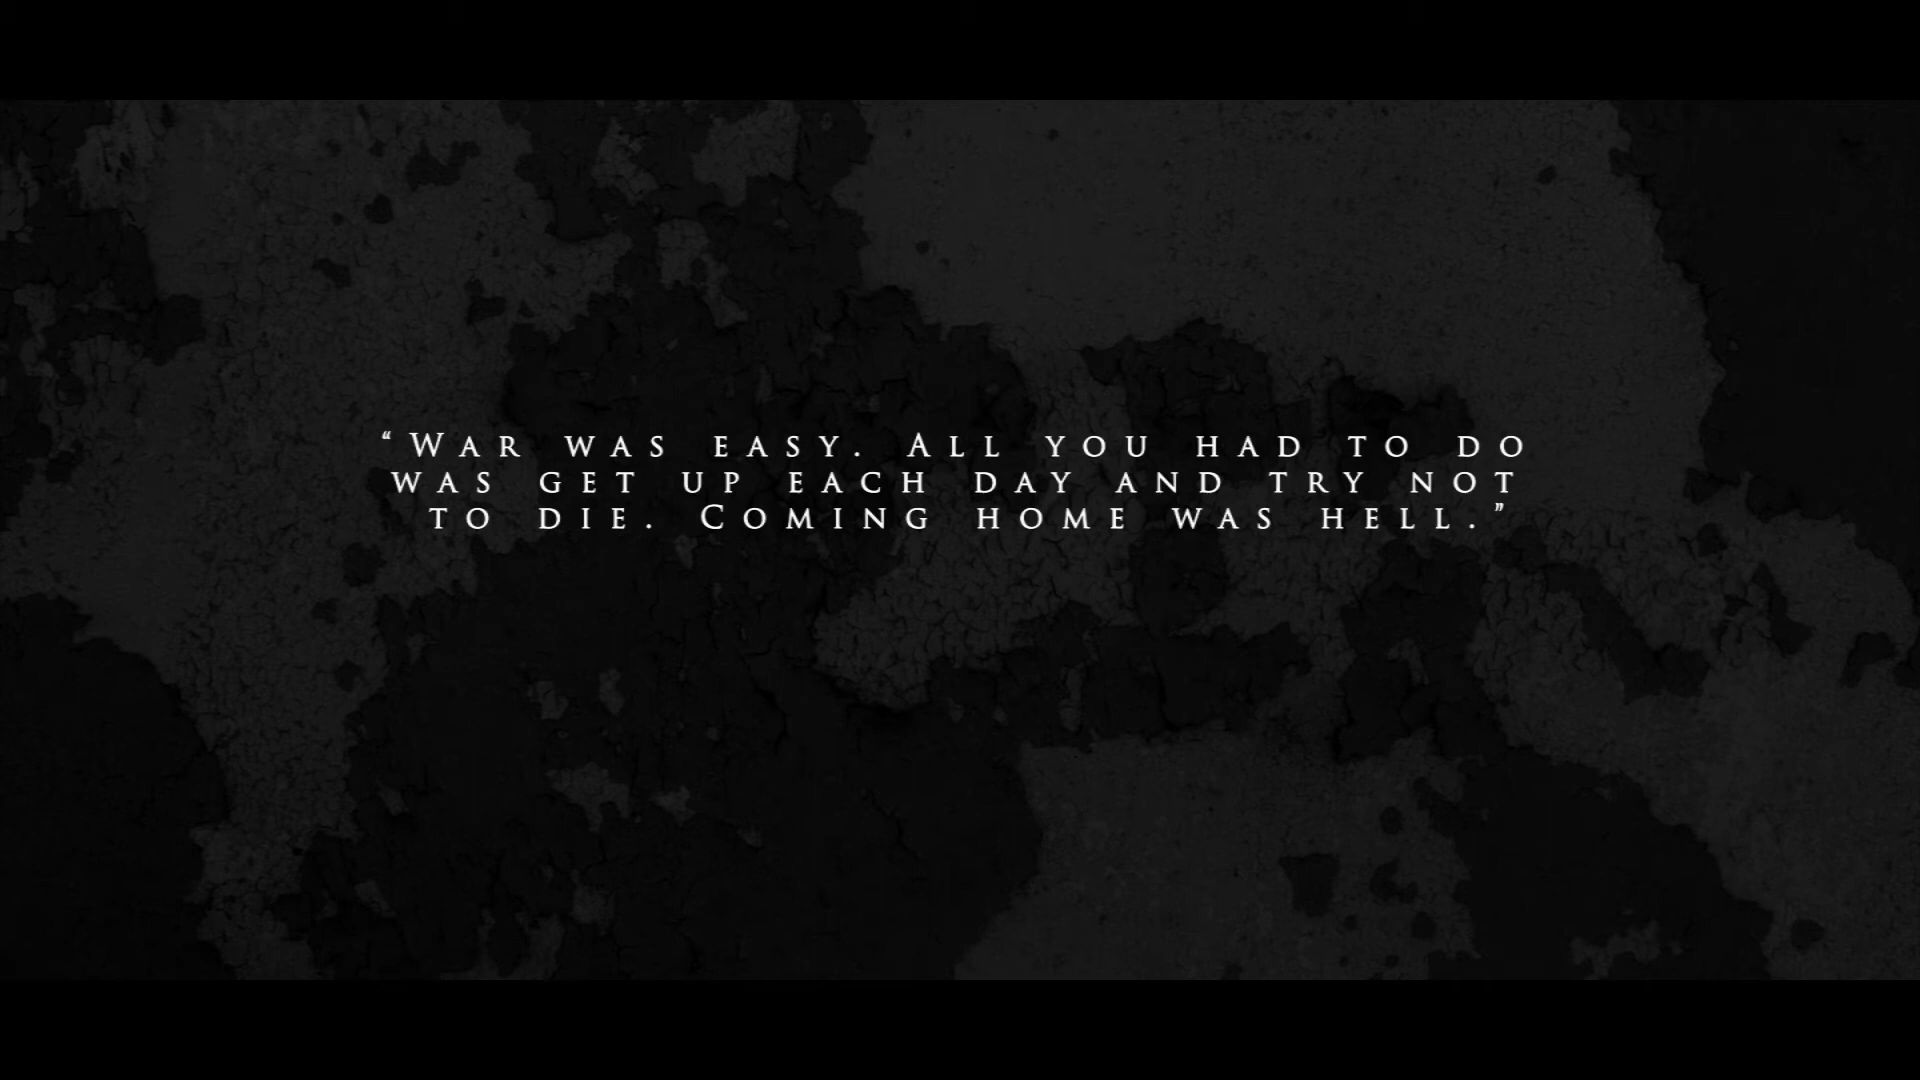 “War was easy. All you had to do
was get up each day and try not
to die. Coming home was hell.”